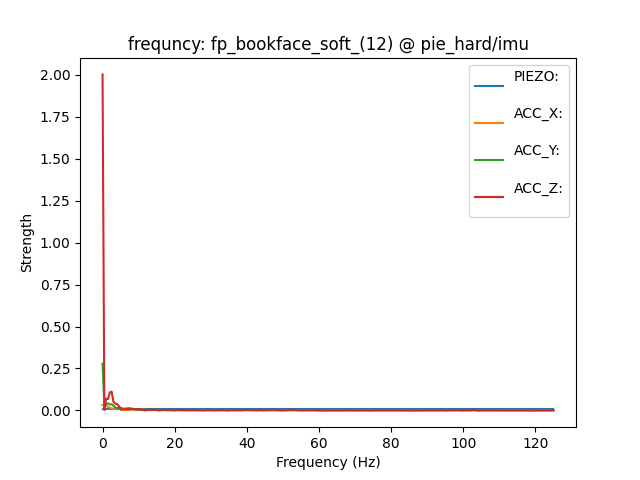 frequncy: fp_bookface_soft_(12) @ pie_hard/imu
PIEZO:
ACC_X:
ACC_Y:
ACC_Z:
Strength
2.00
1.75
1.50
1.25
1.00
0.75
0.50
0.25
0.00
0 20 40 60 80 100 120
Frequency (Hz)